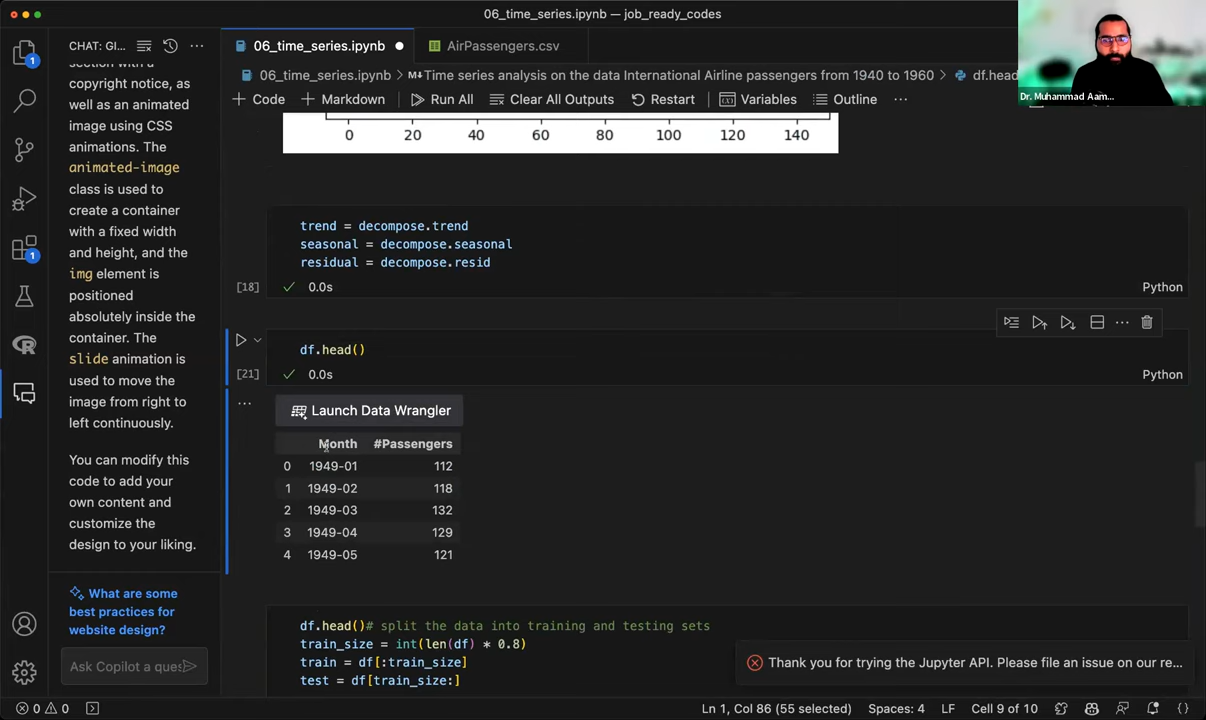 06_time_series.ipynb — job_ready_codes
CHAT: GI...
06_time_series.ipynb
AirPassengers.csv
06_time_series.ipynb > M↓Time series analysis on the data International Airline passengers from 1940 to 1960 > df.head
+ Code + Markdown Run All Clear All Outputs Restart Variables Outline ...
Dr. Muhammad Aam...
section with a
copyright notice, as
well as an animated
image using CSS
animations. The
animated-image
class is used to
create a container
with a fixed width
and height, and the
img element is
positioned
absolutely inside the
container. The
slide animation is
used to move the
image from right to
left continuously.
You can modify this
code to add your
own content and
customize the
design to your liking.
What are some
best practices for
website design?
Ask Copilot a ques
0 20 40 60 80 100 120 140
trend = decompose.trend
seasonal = decompose.seasonal
residual = decompose.resid
[18] 0.0s Python
df.head()
[21] 0.0s Python
Launch Data Wrangler
Month #Passengers
0 1949-01 112
1 1949-02 118
2 1949-03 132
3 1949-04 129
4 1949-05 121
df.head()# split the data into training and testing sets
train_size = int(len(df) * 0.8)
train = df[:train_size]
test = df[train_size:]
Thank you for trying the Jupyter API. Please file an issue on our re...
0 0 Ln 1, Col 86 (55 selected) Spaces: 4 LF Cell 9 of 10
1
1